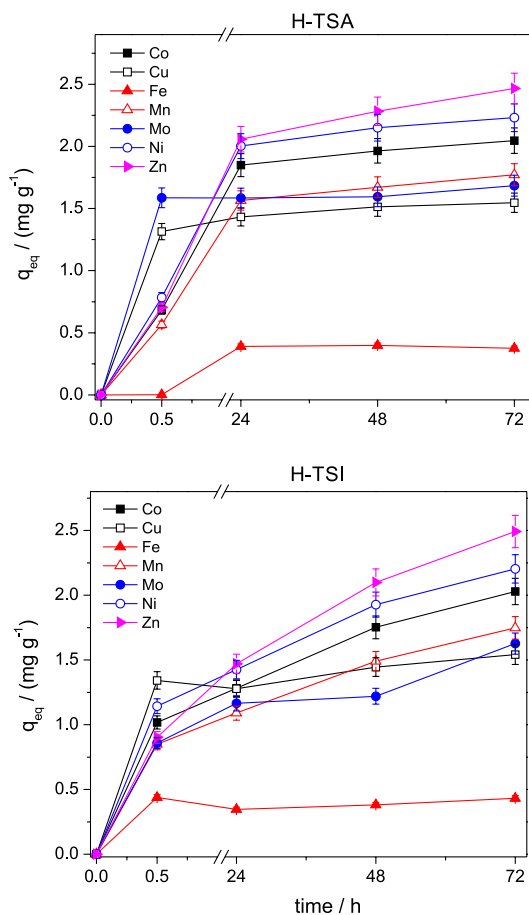 H-TSA
Co
Cu
Fe
Mn
Mo
Ni
Zn
2.5
2.0
1.5
1.0
0.5
0.0
q_eq / (mg g⁻¹)
0.0 0.5 24 48 72
H-TSI
Co
Cu
Fe
Mn
Mo
Ni
Zn
2.5
2.0
1.5
1.0
0.5
0.0
q_eq / (mg g⁻¹)
0.0 0.5 24 48 72
time / h